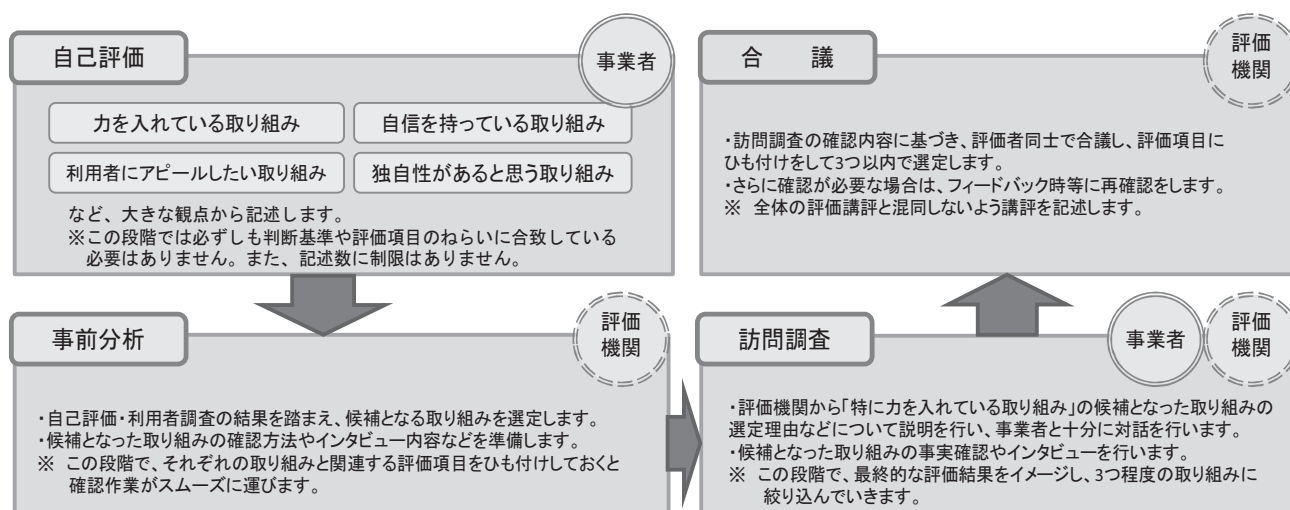 自己評価
事業者
力を入れている取り組み
自信を持っている取り組み
利用者にアピールしたい取り組み
独自性があると思う取り組み
など、大きな観点から記述します。
※この段階では必ずしも判断基準や評価項目のねらいに合致している
必要はありません。また、記述数に制限はありません。
事前分析
評価
機関
・自己評価・利用者調査の結果を踏まえ、候補となる取り組みを選定します。
・候補となった取り組みの確認方法やインタビュー内容などを準備します。
※ この段階で、それぞれの取り組みと関連する評価項目をひも付けしておくと
確認作業がスムーズに運びます。
訪問調査
事業者
評価
機関
・評価機関から「特に力を入れている取り組み」の候補となった取り組みの
選定理由などについて説明を行い、事業者と十分に対話を行います。
・候補となった取り組みの事実確認やインタビューを行います。
※ この段階で、最終的な評価結果をイメージし、3つ程度の取り組みに
絞り込んでいきます。
合 議
評価
機関
・訪問調査の確認内容に基づき、評価者同士で合議し、評価項目に
ひも付けをして3つ以内で選定します。
・さらに確認が必要な場合は、フィードバック時等に再確認をします。
※ 全体の評価講評と混同しないよう講評を記述します。